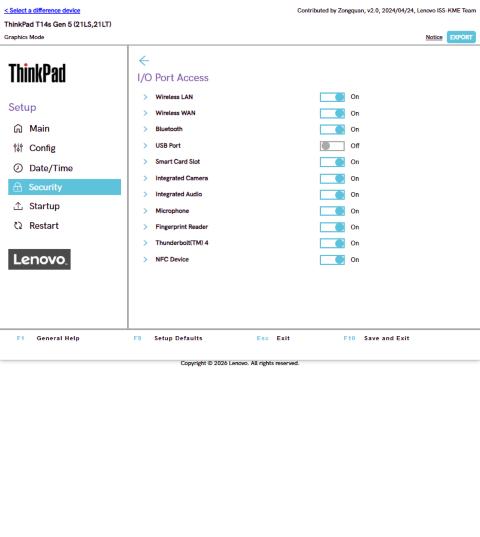 < Select a difference device
Contributed by Zongquan, v2.0, 2024/04/24, Lenovo ISS-KME Team
ThinkPad T14s Gen 5 (21LS,21LT)
Graphics Mode
Notice
EXPORT
ThinkPad
Setup
Main
Config
Date/Time
Security
Startup
Restart
Lenovo.
I/O Port Access
Wireless LAN On
Wireless WAN On
Bluetooth On
USB Port Off
Smart Card Slot On
Integrated Camera On
Integrated Audio On
Microphone On
Fingerprint Reader On
Thunderbolt(TM) 4 On
NFC Device On
F1 General Help
F9 Setup Defaults
Esc Exit
F10 Save and Exit
Copyright © 2026 Lenovo. All rights reserved.